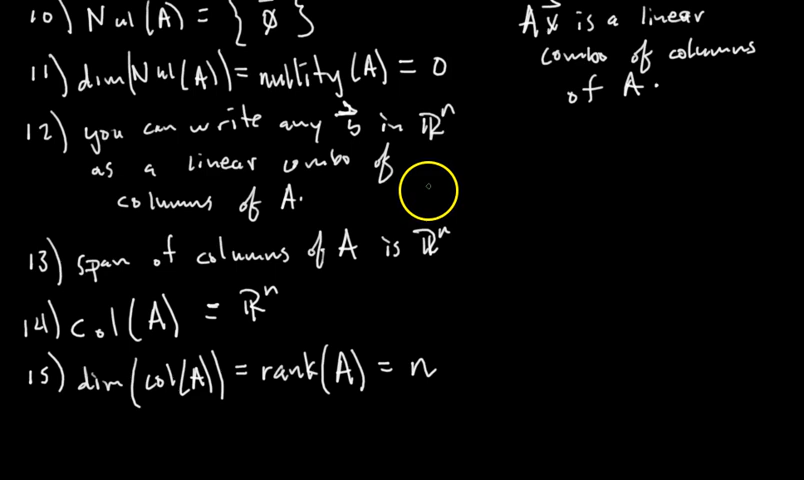 10) Nul(A) = { 0⃗ }
11) dim(Nul(A)) = nullity(A) = 0
12) you can write any b⃗ in ℝⁿ
as a linear combo of
columns of A.
13) span of columns of A is ℝⁿ
14) col(A) = ℝⁿ
15) dim(col(A)) = rank(A) = n
Ax⃗ is a linear
combo of columns
of A.